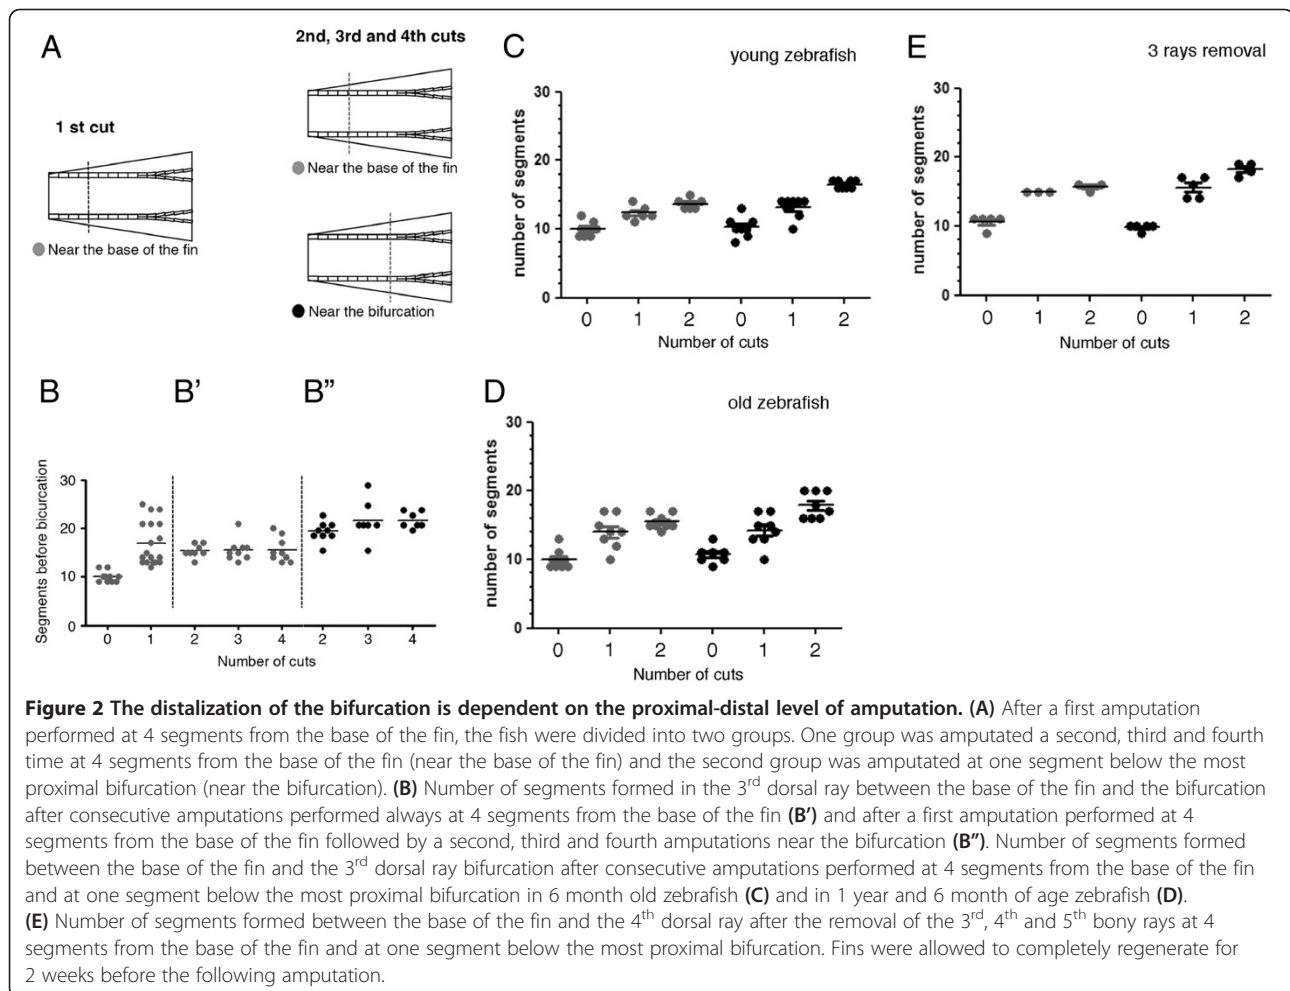 A
1 st cut
Near the base of the fin
2nd, 3rd and 4th cuts
Near the base of the fin
Near the bifurcation
C
young zebrafish
number of segments
30
20
10
0
0 1 2 0 1 2
Number of cuts
E
3 rays removal
number of segments
30
20
10
0
0 1 2 0 1 2
Number of cuts
B B' B”
Segments before bicurcation
30
20
10
0
0 1 2 3 4 2 3 4
Number of cuts
D
old zebrafish
number of segments
30
20
10
0
0 1 2 0 1 2
Number of cuts
Figure 2 The distalization of the bifurcation is dependent on the proximal-distal level of amputation. (A) After a first amputation
performed at 4 segments from the base of the fin, the fish were divided into two groups. One group was amputated a second, third and fourth
time at 4 segments from the base of the fin (near the base of the fin) and the second group was amputated at one segment below the most
proximal bifurcation (near the bifurcation). (B) Number of segments formed in the 3rd dorsal ray between the base of the fin and the bifurcation
after consecutive amputations performed always at 4 segments from the base of the fin (B’) and after a first amputation performed at 4
segments from the base of the fin followed by a second, third and fourth amputations near the bifurcation (B”). Number of segments formed
between the base of the fin and the 3rd dorsal ray bifurcation after consecutive amputations performed at 4 segments from the base of the fin
and at one segment below the most proximal bifurcation in 6 month old zebrafish (C) and in 1 year and 6 month of age zebrafish (D).
(E) Number of segments formed between the base of the fin and the 4th dorsal ray after the removal of the 3rd, 4th and 5th bony rays at 4
segments from the base of the fin and at one segment below the most proximal bifurcation. Fins were allowed to completely regenerate for
2 weeks before the following amputation.